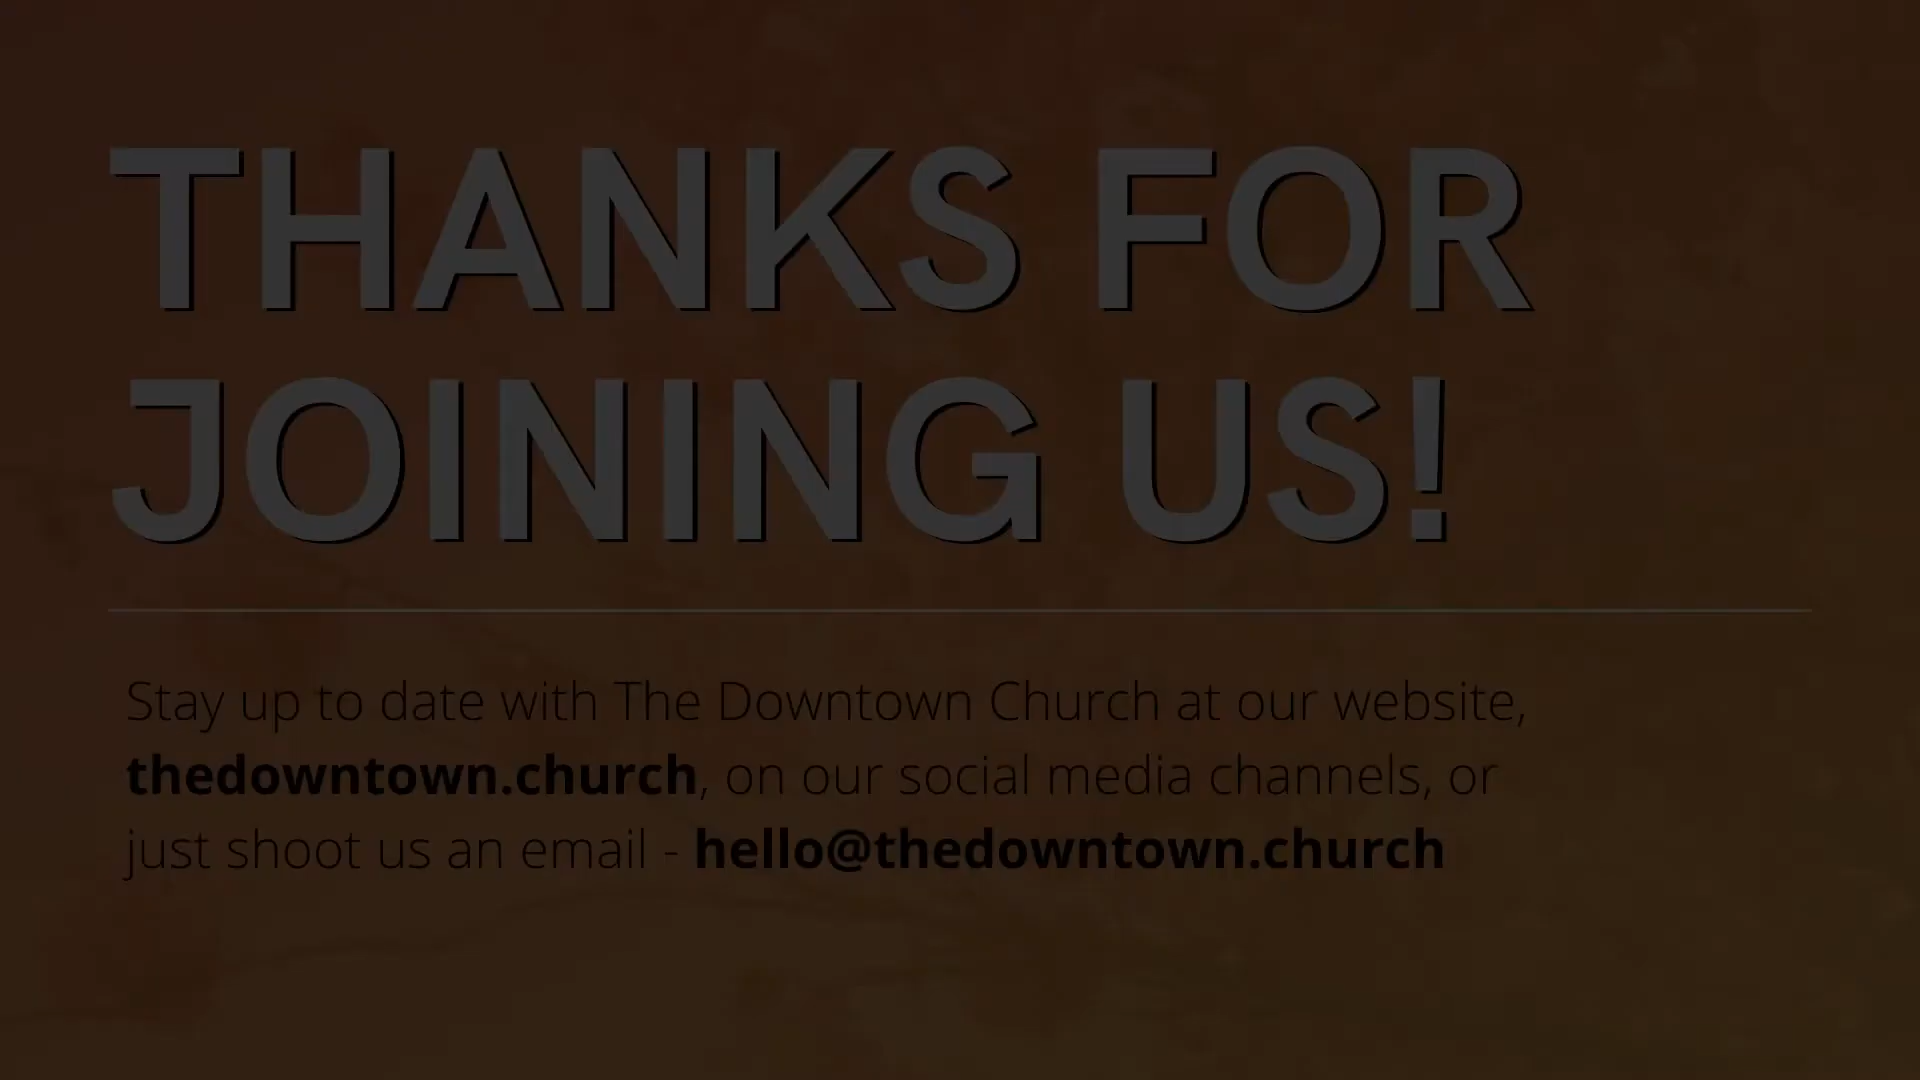 THANKS FOR
JOINING US!
Stay up to date with The Downtown Church at our website,
thedowntown.church, on our social media channels, or
just shoot us an email - hello@thedowntown.church